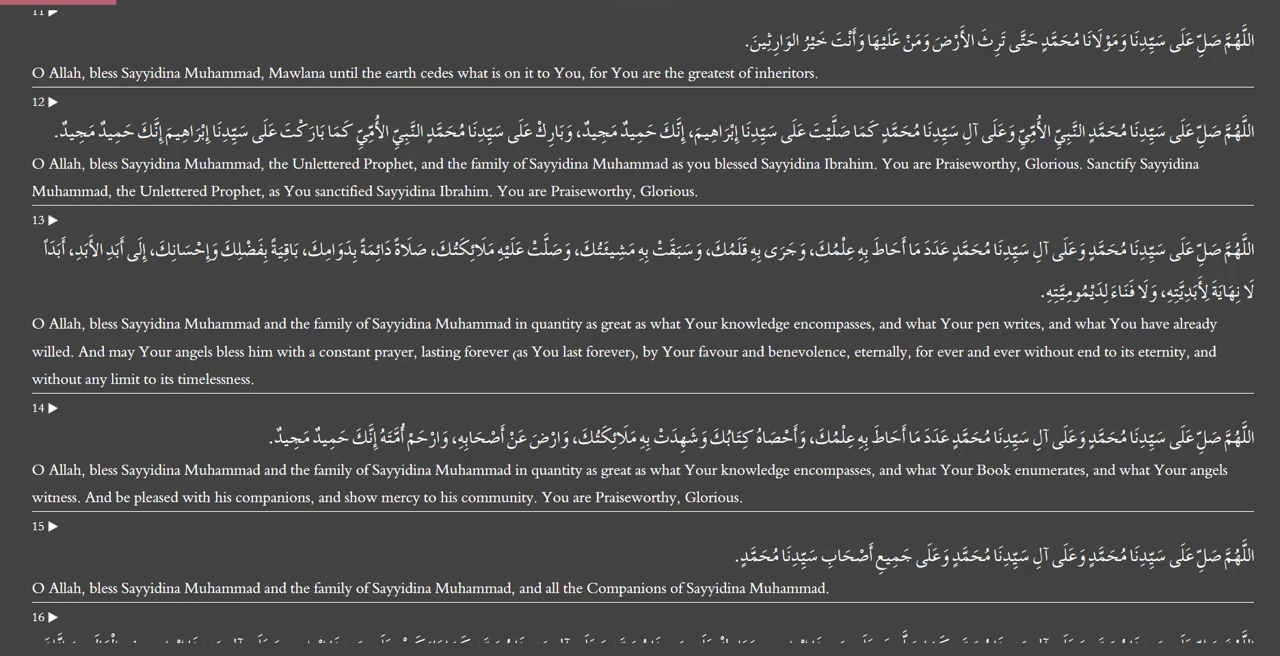 11 ▶
اللَّهُمَّ صَلِّ عَلَى سَيِّدِنَا وَمَوْلَانَا مُحَمَّدٍ حَتَّى تَرِثَ الأَرْضَ وَمَنْ عَلَيْهَا وَأَنْتَ خَيْرُ الوَارِثِينَ.
O Allah, bless Sayyidina Muhammad, Mawlana until the earth cedes what is on it to You, for You are the greatest of inheritors.
12 ▶
اللَّهُمَّ صَلِّ عَلَى سَيِّدِنَا مُحَمَّدٍ النَّبِيِّ الأُمِّيِّ وَعَلَى آلِ سَيِّدِنَا مُحَمَّدٍ كَمَا صَلَّيْتَ عَلَى سَيِّدِنَا إِبْرَاهِيمَ، إِنَّكَ حَمِيدٌ مَجِيدٌ، وَبَارِكْ عَلَى سَيِّدِنَا مُحَمَّدٍ النَّبِيِّ الأُمِّيِّ كَمَا بَارَكْتَ عَلَى سَيِّدِنَا إِبْرَاهِيمَ إِنَّكَ حَمِيدٌ مَجِيدٌ.
O Allah, bless Sayyidina Muhammad, the Unlettered Prophet, and the family of Sayyidina Muhammad as you blessed Sayyidina Ibrahim. You are Praiseworthy, Glorious. Sanctify Sayyidina
Muhammad, the Unlettered Prophet, as You sanctified Sayyidina Ibrahim. You are Praiseworthy, Glorious.
13 ▶
اللَّهُمَّ صَلِّ عَلَى سَيِّدِنَا مُحَمَّدٍ وَعَلَى آلِ سَيِّدِنَا مُحَمَّدٍ عَدَدَ مَا أَحَاطَ بِهِ عِلْمُكَ، وَجَرَى بِهِ قَلَمُكَ، وَسَبَقَتْ بِهِ مَشِيئَتُكَ، وَصَلَّتْ عَلَيْهِ مَلَائِكَتُكَ، صَلَاةً دَائِمَةً بِدَوَامِكَ، بَاقِيَةً بِفَضْلِكَ وَإِحْسَانِكَ، إِلَى أَبَدِ الأَبَدِ، أَبَدَاً
لَا نِهَايَةَ لِأَبَدِيَّتِهِ، وَلَا فَنَاءَ لِدَيْمُومِيَّتِهِ.
O Allah, bless Sayyidina Muhammad and the family of Sayyidina Muhammad in quantity as great as what Your knowledge encompasses, and what Your pen writes, and what You have already
willed. And may Your angels bless him with a constant prayer, lasting forever (as You last forever), by Your favour and benevolence, eternally, for ever and ever without end to its eternity, and
without any limit to its timelessness.
14 ▶
اللَّهُمَّ صَلِّ عَلَى سَيِّدِنَا مُحَمَّدٍ وَعَلَى آلِ سَيِّدِنَا مُحَمَّدٍ عَدَدَ مَا أَحَاطَ بِهِ عِلْمُكَ، وَأَحْصَاهُ كِتَابُكَ وَشَهِدَتْ بِهِ مَلَائِكَتُكَ، وَارْضَ عَنْ أَصْحَابِهِ، وَارْحَمْ أُمَّتَهُ إِنَّكَ حَمِيدٌ مَجِيدٌ.
O Allah, bless Sayyidina Muhammad and the family of Sayyidina Muhammad in quantity as great as what Your knowledge encompasses, and what Your Book enumerates, and what Your angels
witness. And be pleased with his companions, and show mercy to his community. You are Praiseworthy, Glorious.
15 ▶
اللَّهُمَّ صَلِّ عَلَى سَيِّدِنَا مُحَمَّدٍ وَعَلَى آلِ سَيِّدِنَا مُحَمَّدٍ وَعَلَى جَمِيعِ أَصْحَابِ سَيِّدِنَا مُحَمَّدٍ.
O Allah, bless Sayyidina Muhammad and the family of Sayyidina Muhammad, and all the Companions of Sayyidina Muhammad.
16 ▶